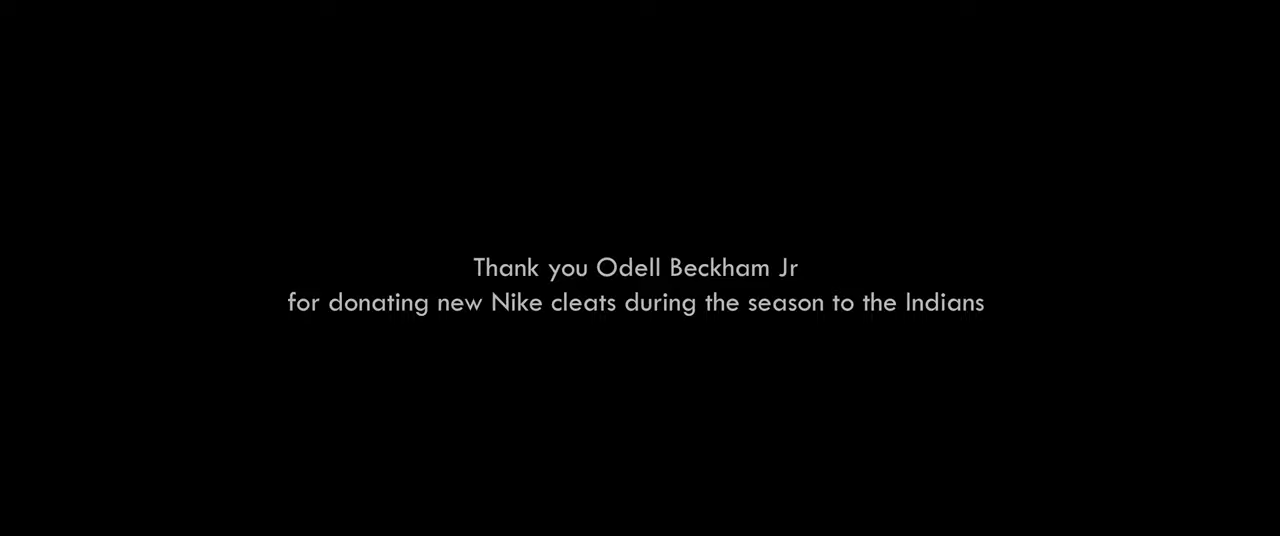 Thank you Odell Beckham Jr
for donating new Nike cleats during the season to the Indians